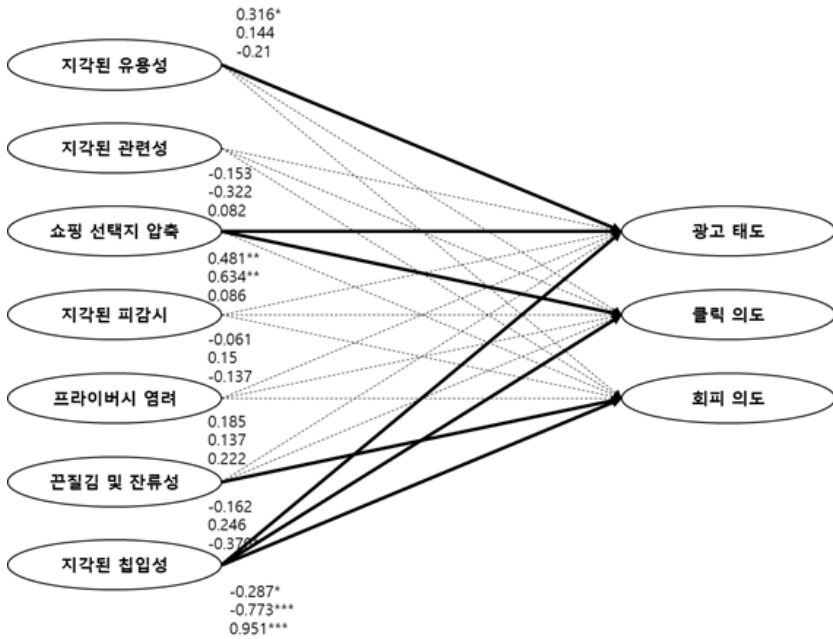 0.316*
0.144
-0.21
지각된 유용성
지각된 관련성
-0.153
-0.322
0.082
쇼핑 선택지 압축
광고 태도
0.481**
0.634**
0.086
지각된 피감시
클릭 의도
-0.061
0.15
-0.137
프라이버시 염려
회피 의도
0.185
0.137
0.222
끈질김 및 잔류성
-0.162
0.246
지각된 칩입성
-0.287*
-0.773***
0.951***